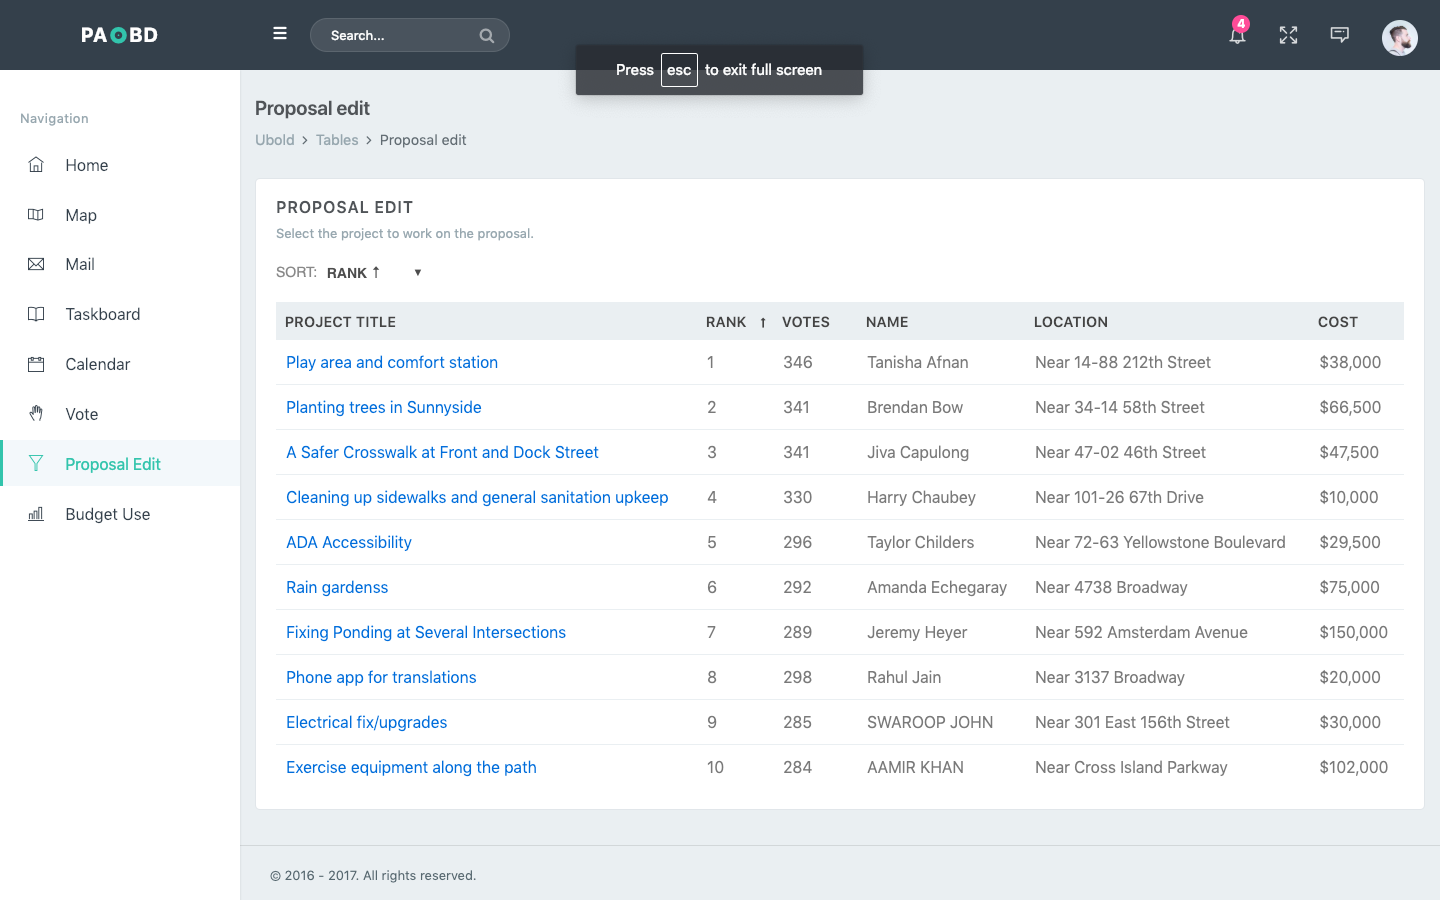 PA BD
Search...
4
Press esc to exit full screen
Navigation
Home
Map
Mail
Taskboard
Calendar
Vote
Proposal Edit
Budget Use
Proposal edit
Ubold > Tables > Proposal edit
PROPOSAL EDIT
Select the project to work on the proposal.
SORT: RANK ↑ ▼
PROJECT TITLE RANK ↑ VOTES NAME LOCATION COST
Play area and comfort station 1 346 Tanisha Afnan Near 14-88 212th Street $38,000
Planting trees in Sunnyside 2 341 Brendan Bow Near 34-14 58th Street $66,500
A Safer Crosswalk at Front and Dock Street 3 341 Jiva Capulong Near 47-02 46th Street $47,500
Cleaning up sidewalks and general sanitation upkeep 4 330 Harry Chaubey Near 101-26 67th Drive $10,000
ADA Accessibility 5 296 Taylor Childers Near 72-63 Yellowstone Boulevard $29,500
Rain gardenss 6 292 Amanda Echegaray Near 4738 Broadway $75,000
Fixing Ponding at Several Intersections 7 289 Jeremy Heyer Near 592 Amsterdam Avenue $150,000
Phone app for translations 8 298 Rahul Jain Near 3137 Broadway $20,000
Electrical fix/upgrades 9 285 SWAROOP JOHN Near 301 East 156th Street $30,000
Exercise equipment along the path 10 284 AAMIR KHAN Near Cross Island Parkway $102,000
© 2016 - 2017. All rights reserved.